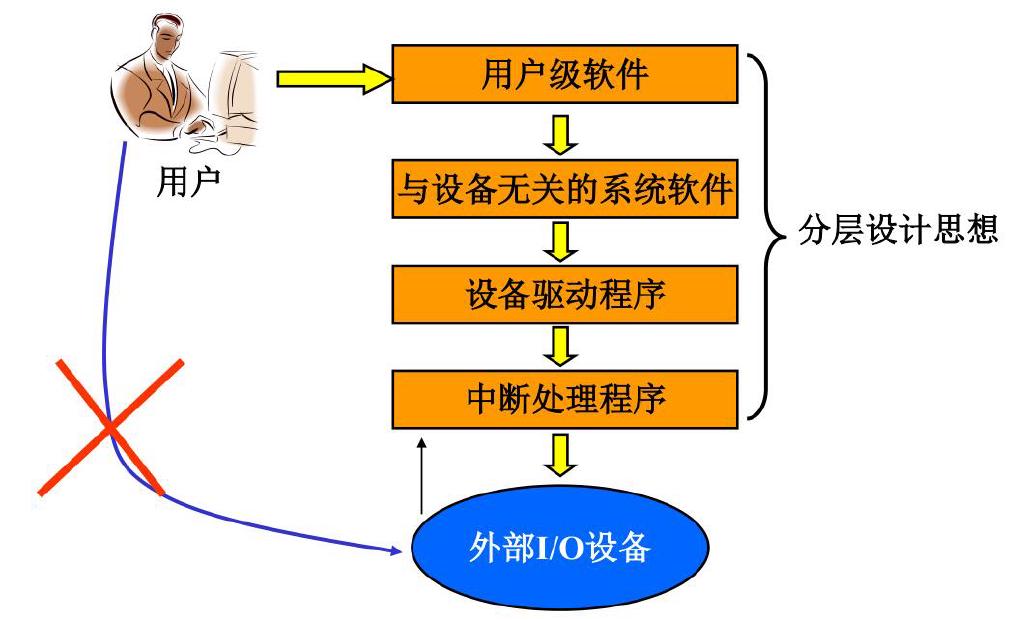 用户级软件
用户
与设备无关的系统软件
分层设计思想
设备驱动程序
中断处理程序
外部I/O设备